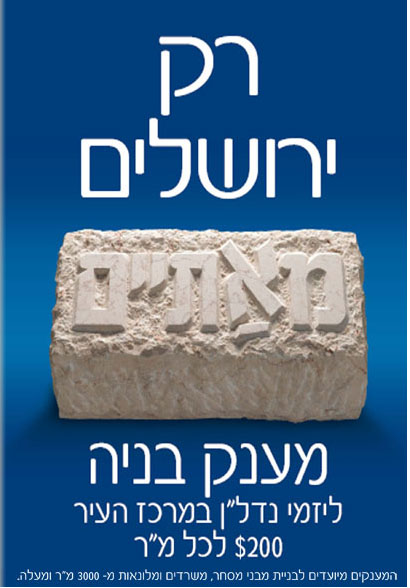 רק
ירושלים
מאתיים
מענק בניה
ליזמי נדל"ן במרכז העיר
$200 לכל מ"ר
המענקים מיועדים לבניית מבני מסחר, משרדים ומלונאות מ- 3000 מ"ר ומעלה.